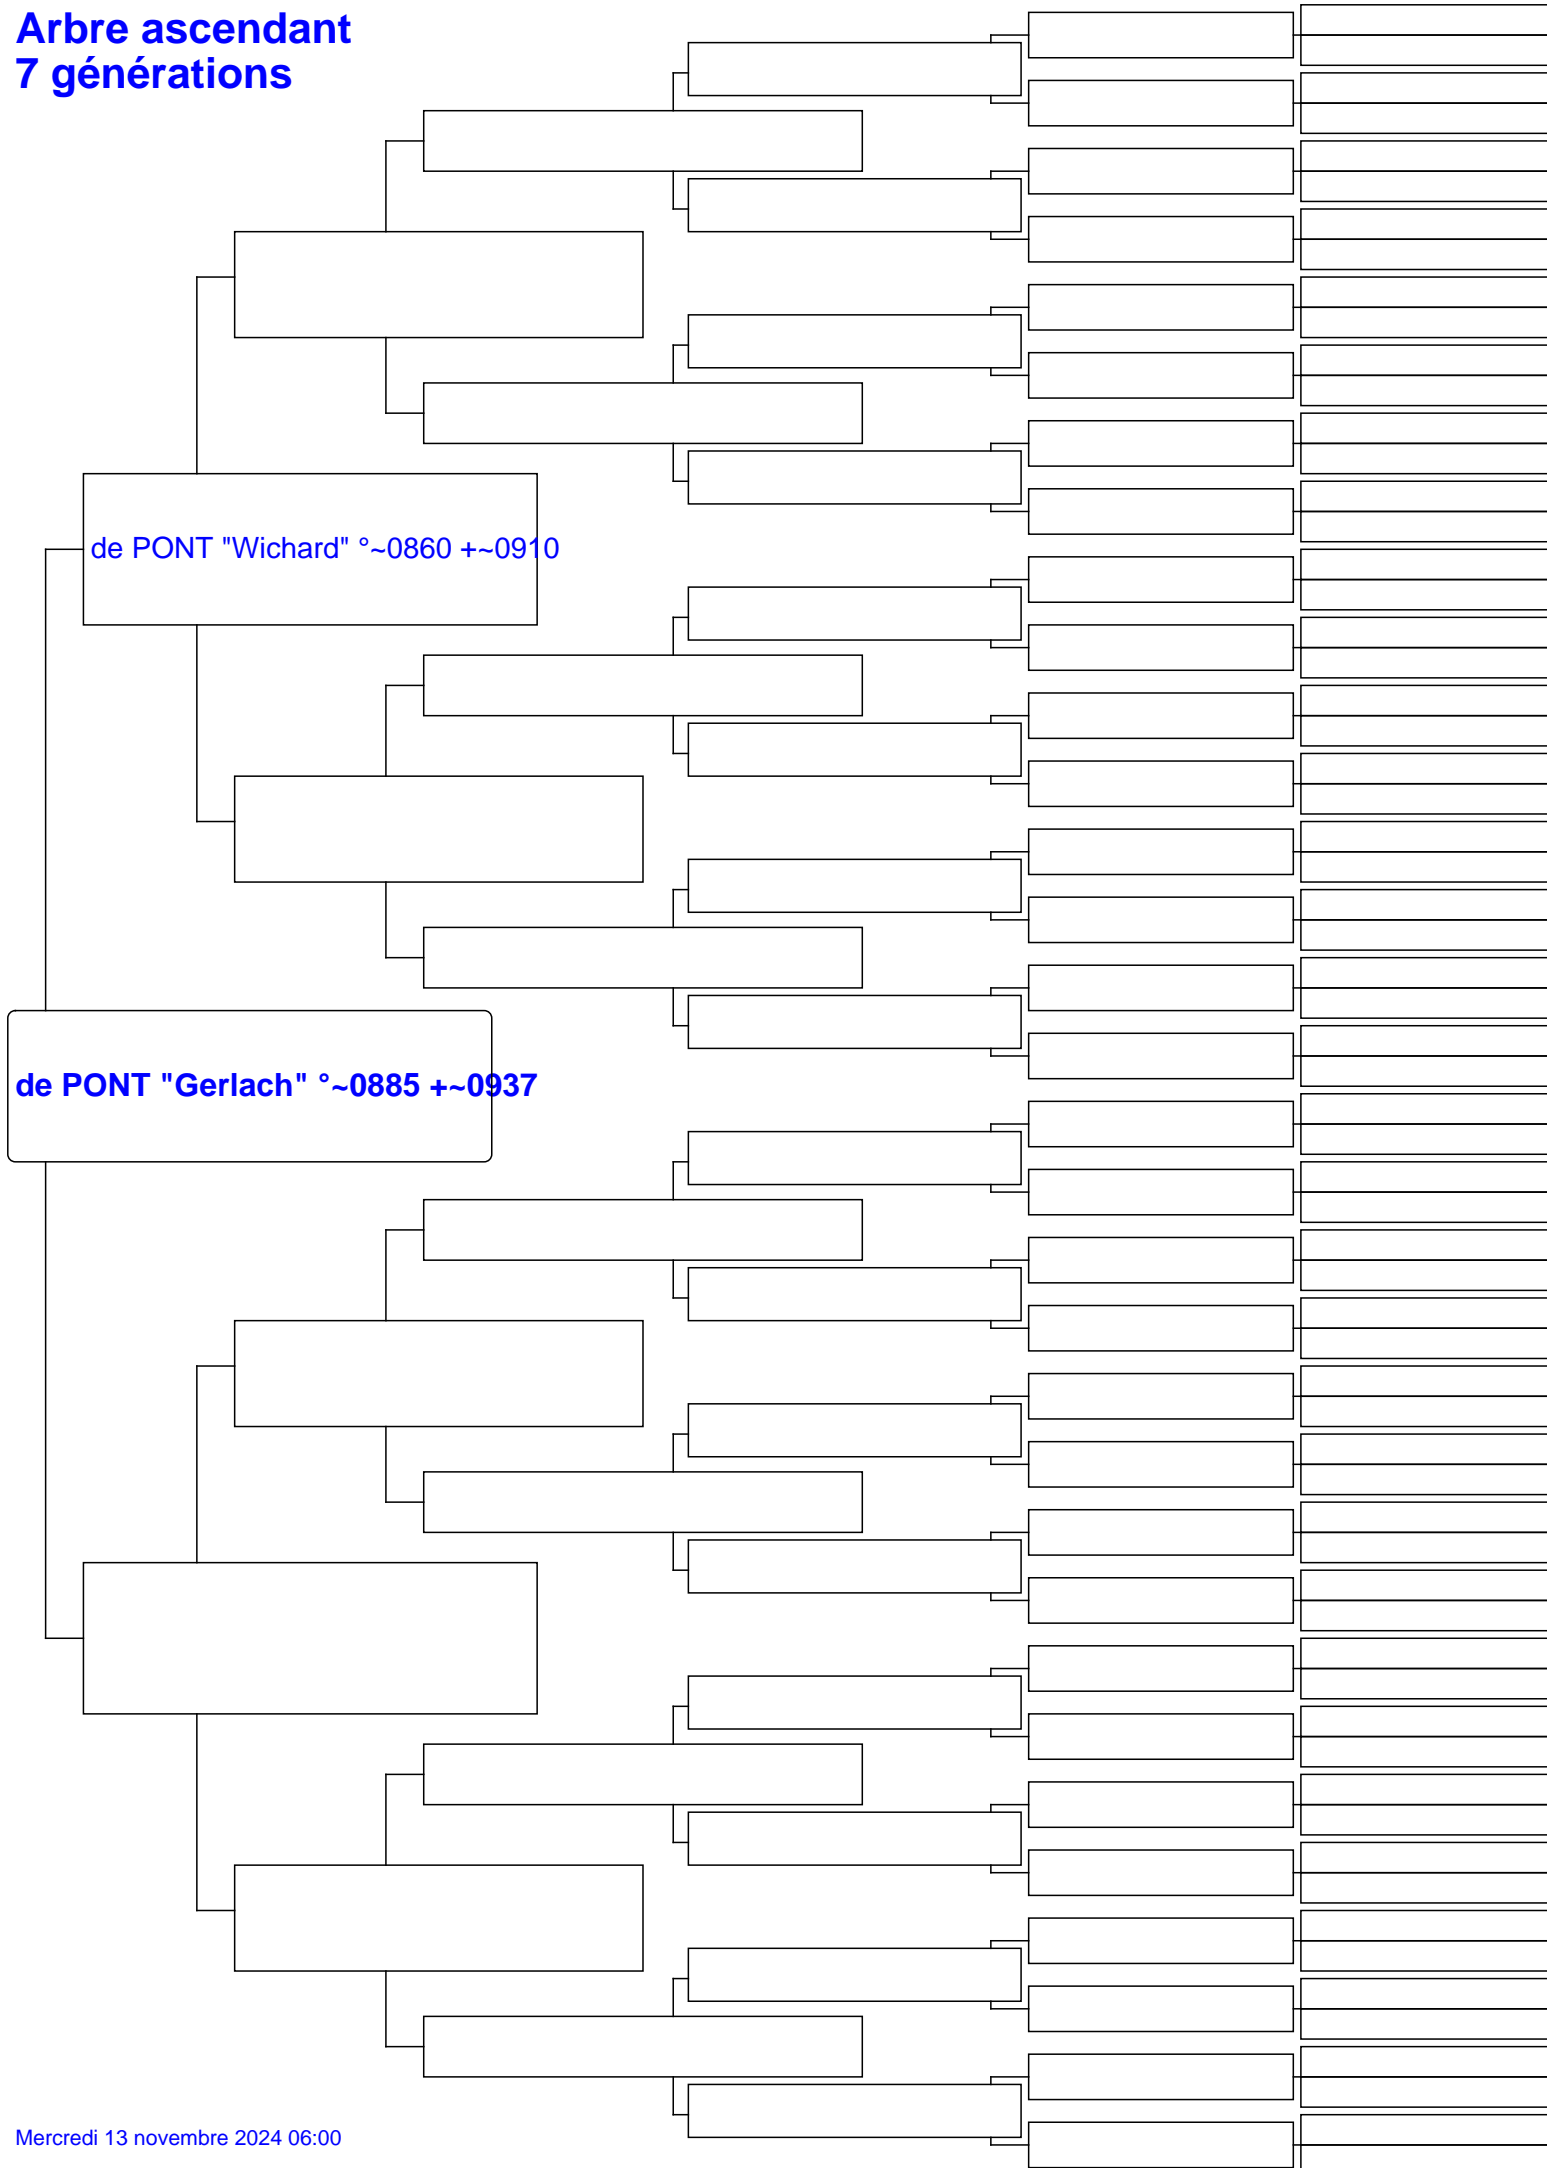 Arbre ascendant
7 générations
de PONT "Wichard" °~0860 +~0910
de PONT "Gerlach" °~0885 +~0937
Mercredi 13 novembre 2024 06:00